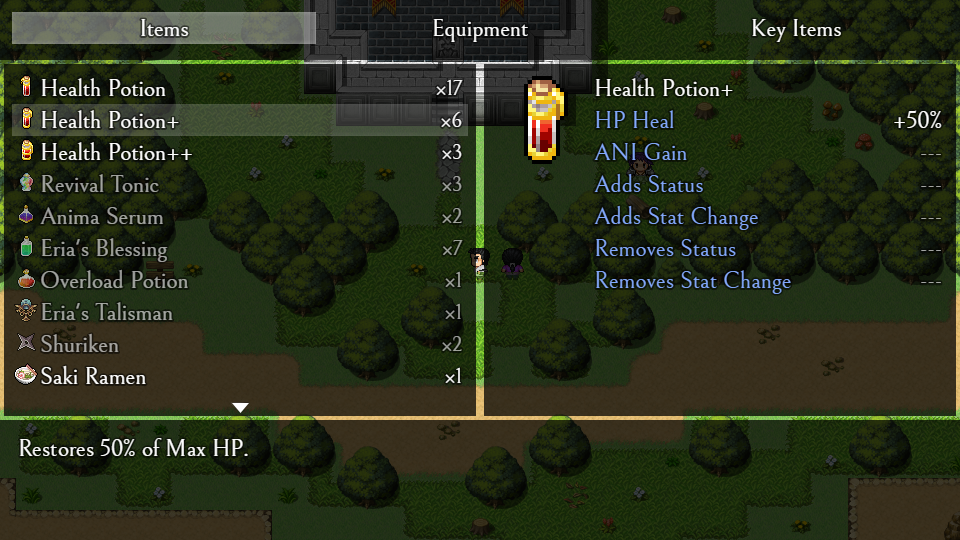 Items Equipment Key Items
Health Potion ×17
Health Potion+ ×6
Health Potion++ ×3
Revival Tonic ×3
Anima Serum ×2
Eria's Blessing ×7
Overload Potion ×1
Eria's Talisman ×1
Shuriken ×2
Saki Ramen ×1
Health Potion+
HP Heal +50%
ANI Gain ---
Adds Status ---
Adds Stat Change ---
Removes Status ---
Removes Stat Change ---
Restores 50% of Max HP.